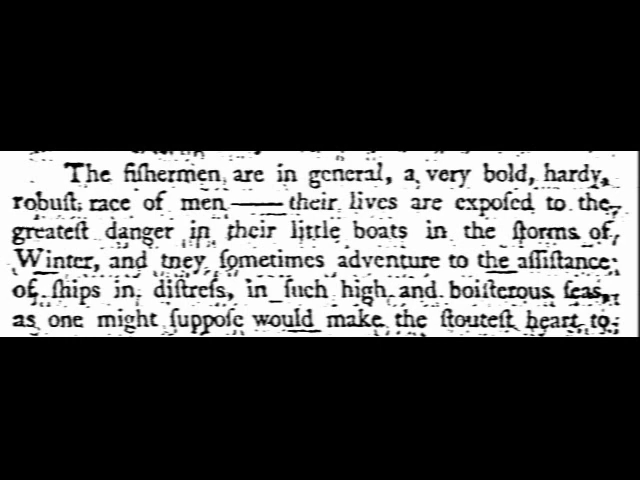 The fiſhermen are in general, a very bold, hardy,
robuſt, race of men —— their lives are expoſed to the
greateſt danger in their little boats in the ſtorms of
Winter, and they ſometimes adventure to the aſſiſtance
of ſhips in diſtreſs, in ſuch high and boiſterous ſeas,
as one might ſuppoſe would make the ſtouteſt heart to